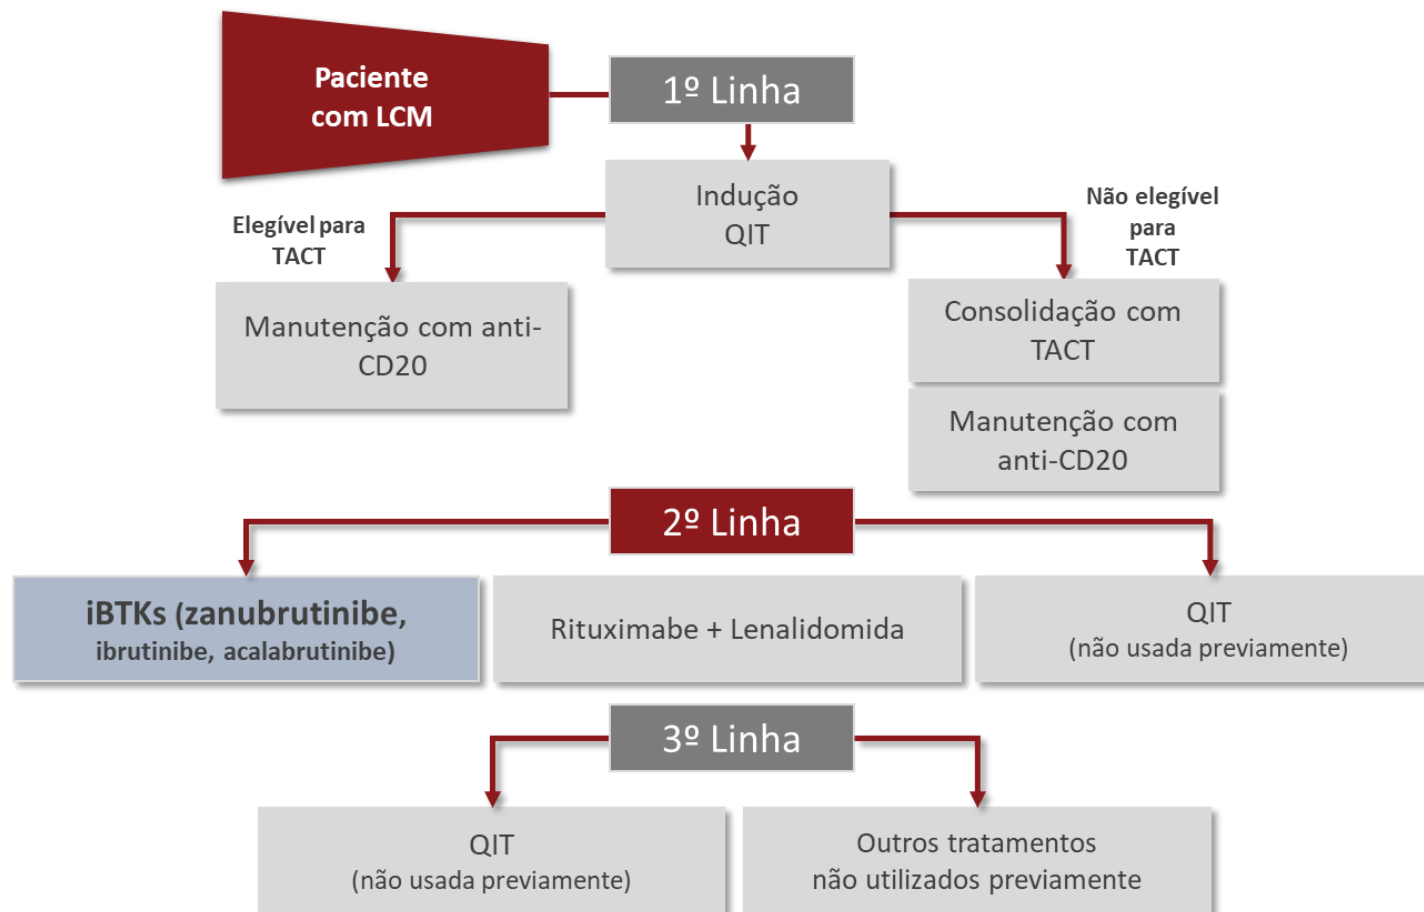 Paciente
com LCM
1º Linha
Indução
QIT
Elegível para
TACT
Não elegível
para
TACT
Manutenção com anti-
CD20
Consolidação com
TACT
Manutenção com
anti-CD20
2º Linha
iBTKs (zanubrutinibe,
ibrutinibe, acalabrutinibe)
Rituximabe + Lenalidomida
QIT
(não usada previamente)
3º Linha
QIT
(não usada previamente)
Outros tratamentos
não utilizados previamente